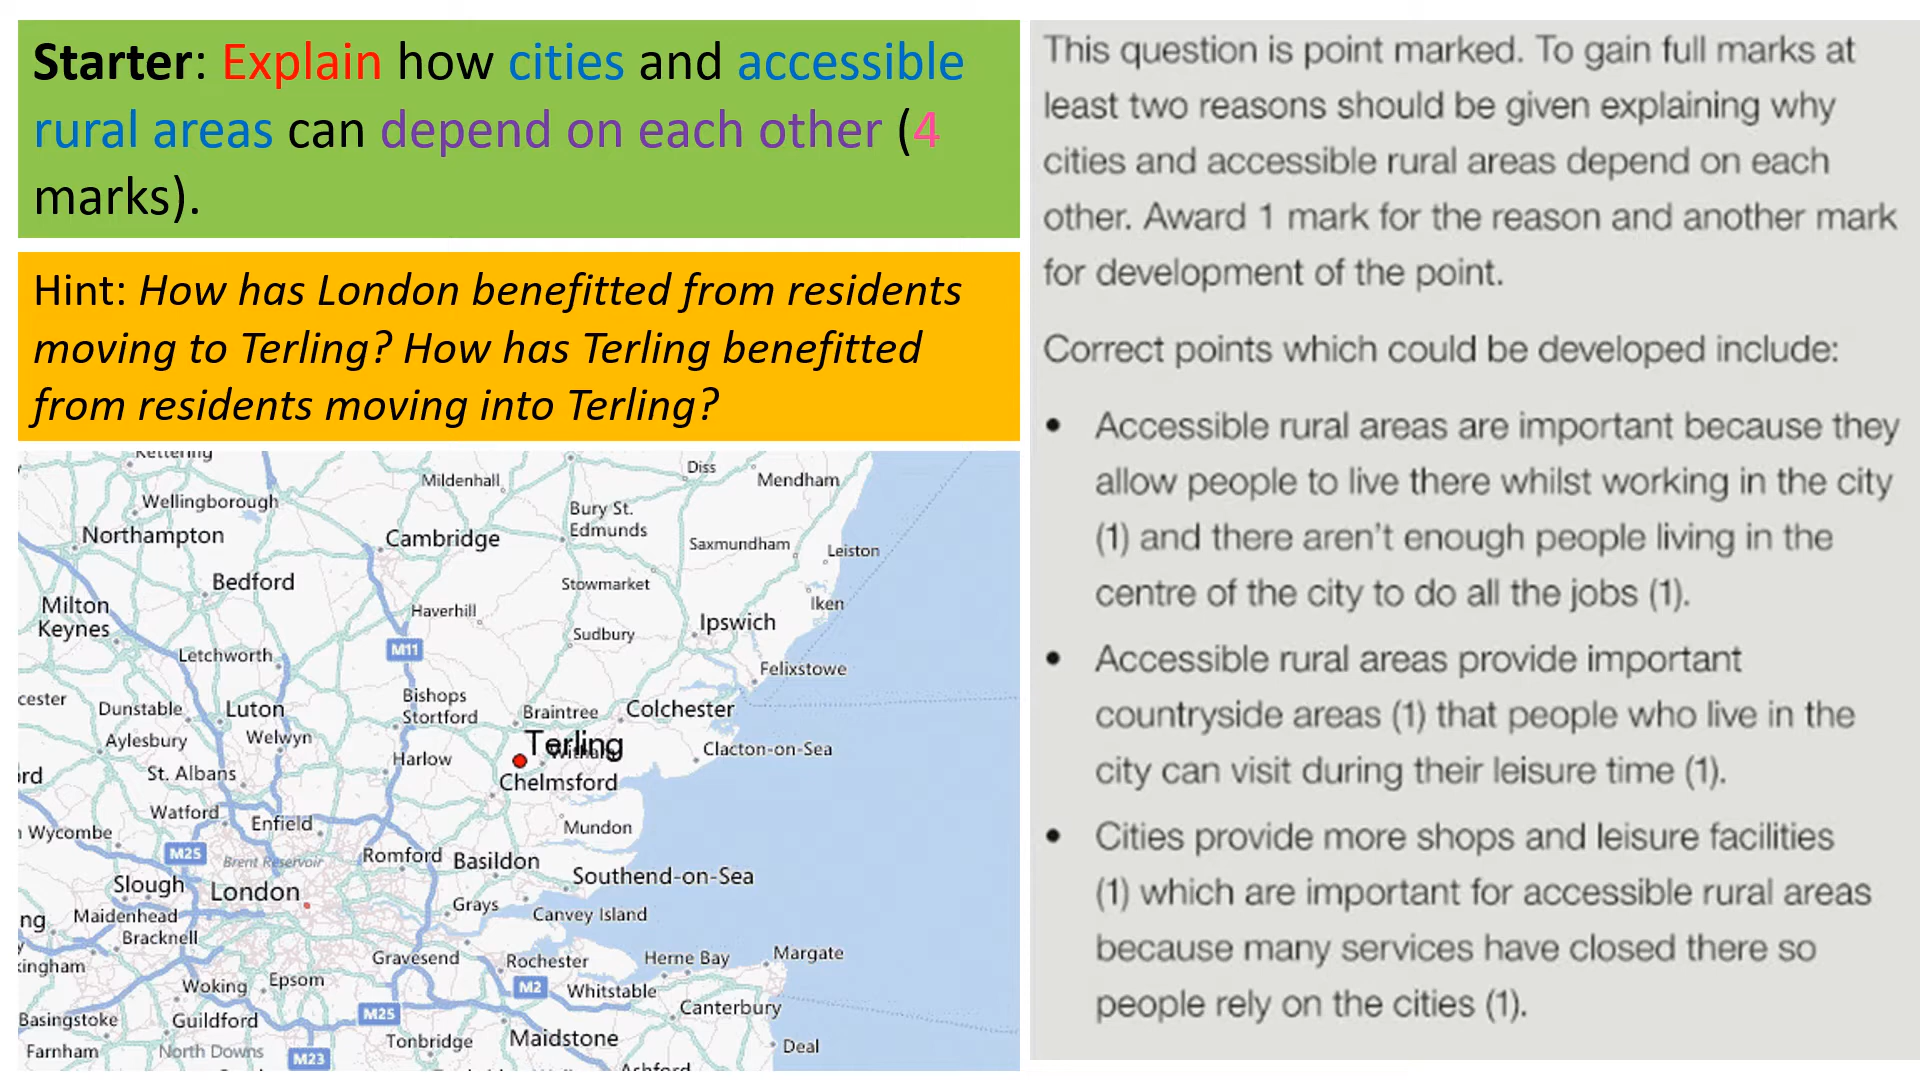 Starter: Explain how cities and accessible
rural areas can depend on each other (4
marks).
Hint: How has London benefitted from residents
moving to Terling? How has Terling benefitted
from residents moving into Terling?
This question is point marked. To gain full marks at
least two reasons should be given explaining why
cities and accessible rural areas depend on each
other. Award 1 mark for the reason and another mark
for development of the point.
Correct points which could be developed include:
• Accessible rural areas are important because they
allow people to live there whilst working in the city
(1) and there aren't enough people living in the
centre of the city to do all the jobs (1).
• Accessible rural areas provide important
countryside areas (1) that people who live in the
city can visit during their leisure time (1).
• Cities provide more shops and leisure facilities
(1) which are important for accessible rural areas
because many services have closed there so
people rely on the cities (1).
Kettering
Diss
Mildenhall
Mendham
Wellingborough
Bury St.
Edmunds
Northampton
Cambridge
Saxmundham
Leiston
Bedford
Stowmarket
Milton
Keynes
Haverhill
Iken
Ipswich
Sudbury
M11
Letchworth
Felixstowe
Bishops
Stortford
cester
Dunstable
Luton
Braintree
Colchester
Aylesbury
Welwyn
Terling
Witham
Clacton-on-Sea
Harlow
St. Albans
Chelmsford
Watford
Enfield
Mundon
Wycombe
M25
Brent Reservoir
Romford
Basildon
Southend-on-Sea
Slough
London
Grays
Canvey Island
Maidenhead
Bracknell
Gravesend
Rochester
Herne Bay
Margate
kingham
Woking
Epsom
M2
Whitstable
Canterbury
Basingstoke
Guildford
M25
Maidstone
Tonbridge
Deal
Farnham
North Downs
M23
Ashford